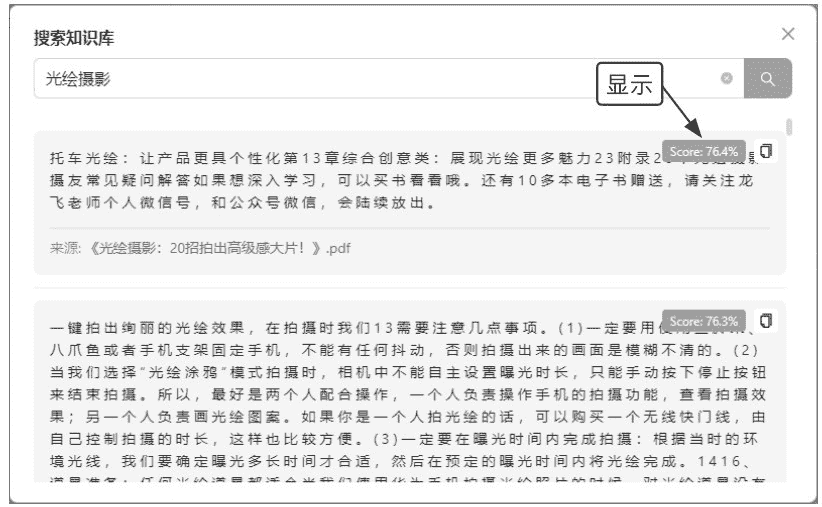 搜索知识库
光绘摄影
显示
Score: 76.4%
托车光绘：让产品更具个性化第13章综合创意类：展现光绘更多魅力23附录2
摄友常见疑问解答如果想深入学习，可以买书看看哦。还有10多本电子书赠送，请关注龙
飞老师个人微信号，和公众号微信，会陆续放出。
来源:《光绘摄影：20招拍出高级感大片！》.pdf
Score: 76.3%
一键拍出绚丽的光绘效果，在拍摄时我们13需要注意几点事项。(1)一定要用
八爪鱼或者手机支架固定手机，不能有任何抖动，否则拍摄出来的画面是模糊不清的。(2)
当我们选择“光绘涂鸦”模式拍摄时，相机中不能自主设置曝光时长，只能手动按下停止按钮
来结束拍摄。所以，最好是两个人配合操作，一个人负责操作手机的拍摄功能，查看拍摄效
果；另一个人负责画光绘图案。如果你是一个人拍光绘的话，可以购买一个无线快门线，由
自己控制拍摄的时长，这样也比较方便。(3)一定要在曝光时间内完成拍摄：根据当时的环
境光线，我们要确定曝光多长时间才合适，然后在预定的曝光时间内将光绘完成。1416、